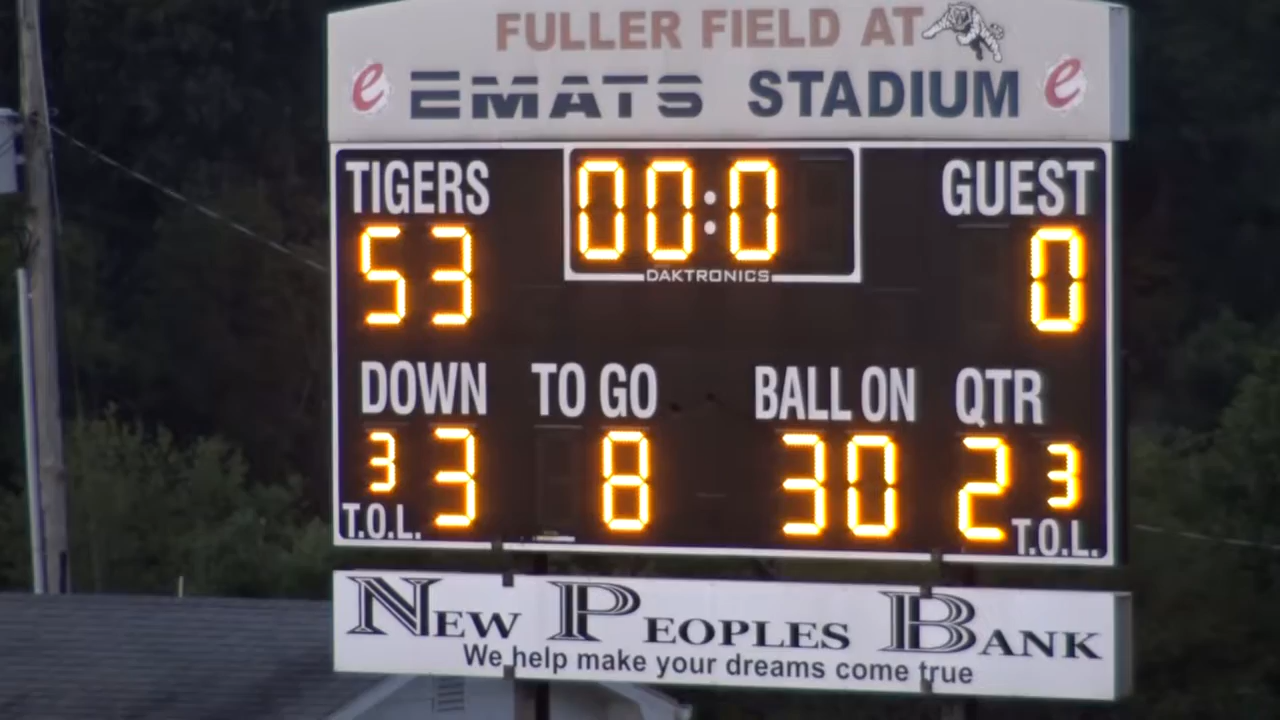 FULLER FIELD AT
e EMATS STADIUM e
TIGERS 00:0 GUEST
DAKTRONICS
53 0
DOWN TO GO BALL ON QTR
3 3 8 30 2 3
T.O.L. T.O.L.
NEW PEOPLES BANK
We help make your dreams come true